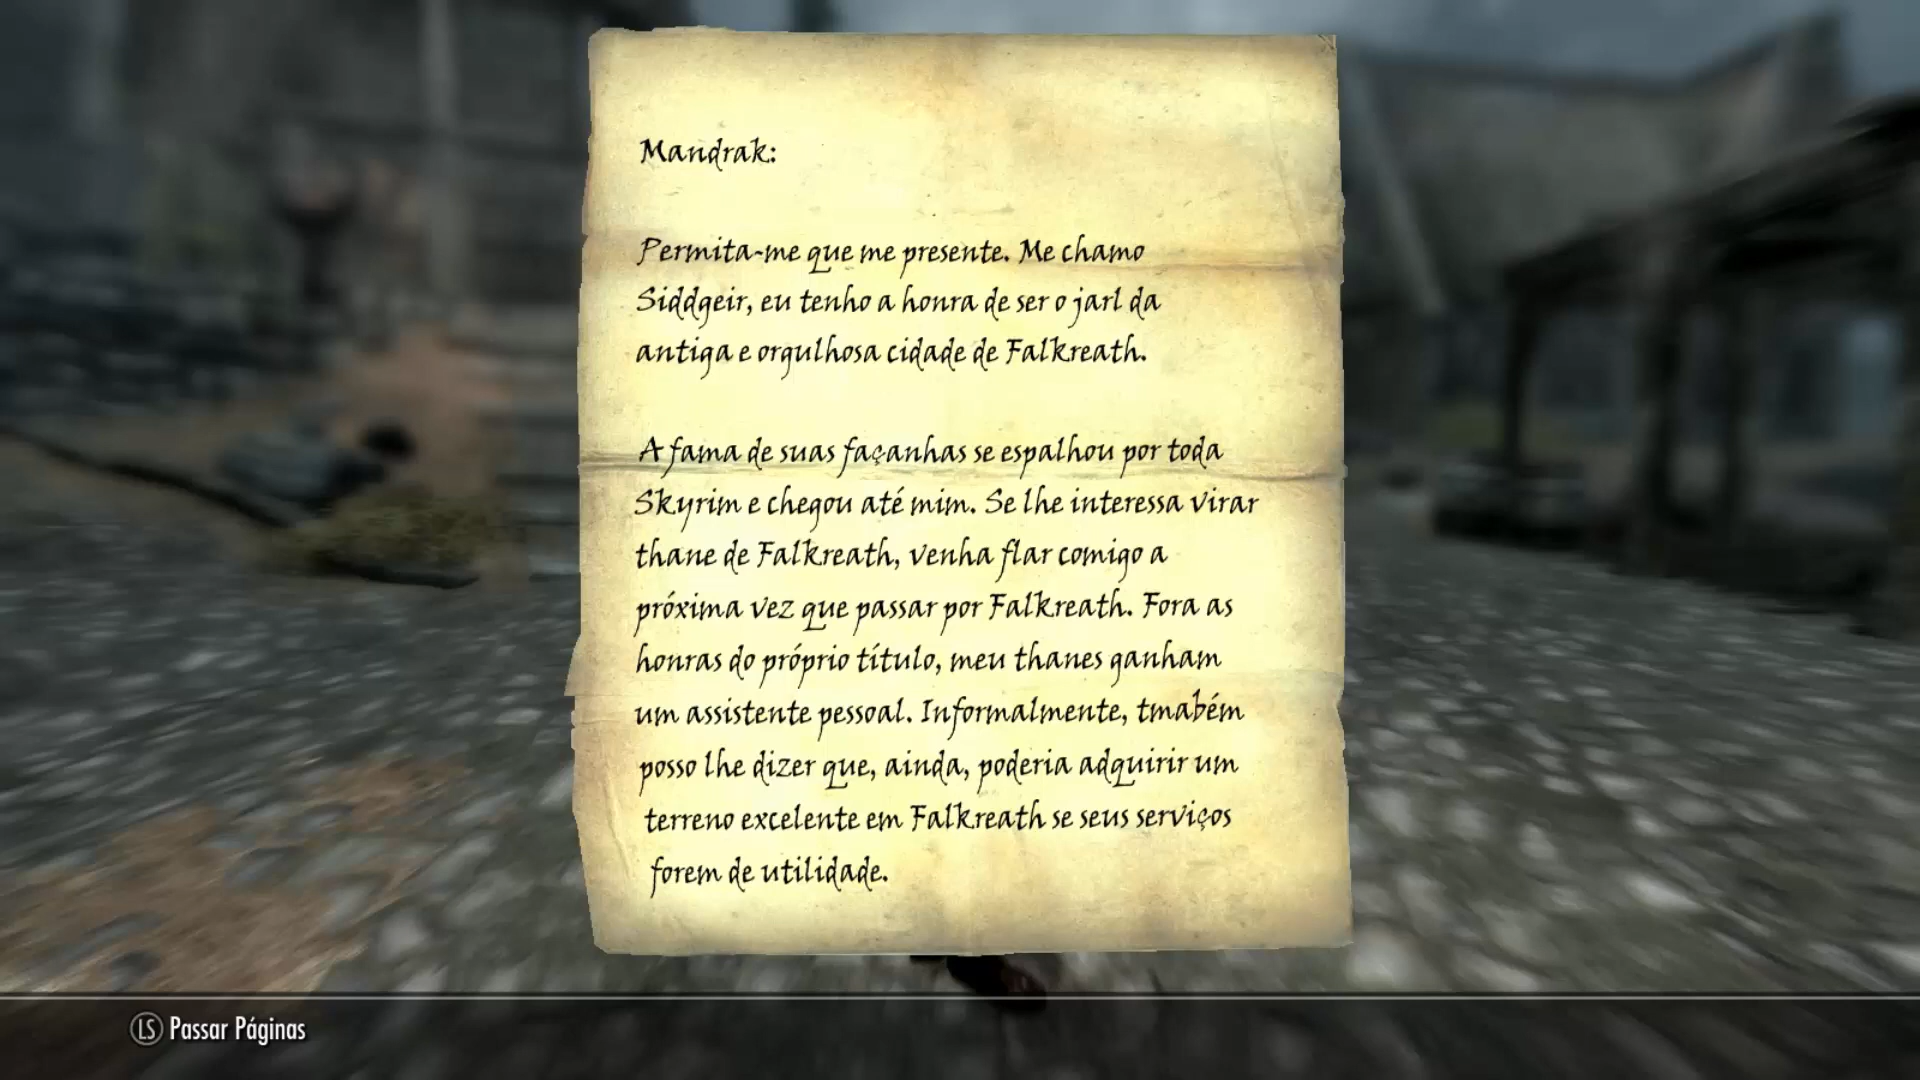 Mandrak:
Permita-me que me presente. Me chamo
Siddgeir, eu tenho a honra de ser o jarl da
antiga e orgulhosa cidade de Falkreath.
A fama de suas façanhas se espalhou por toda
Skyrim e chegou até mim. Se lhe interessa virar
thane de Falkreath, venha flar comigo a
próxima vez que passar por Falkreath. Fora as
honras do próprio título, meu thanes ganham
um assistente pessoal. Informalmente, tmabém
posso lhe dizer que, ainda, poderia adquirir um
terreno excelente em Falkreath se seus serviços
forem de utilidade.
LS Passar Páginas